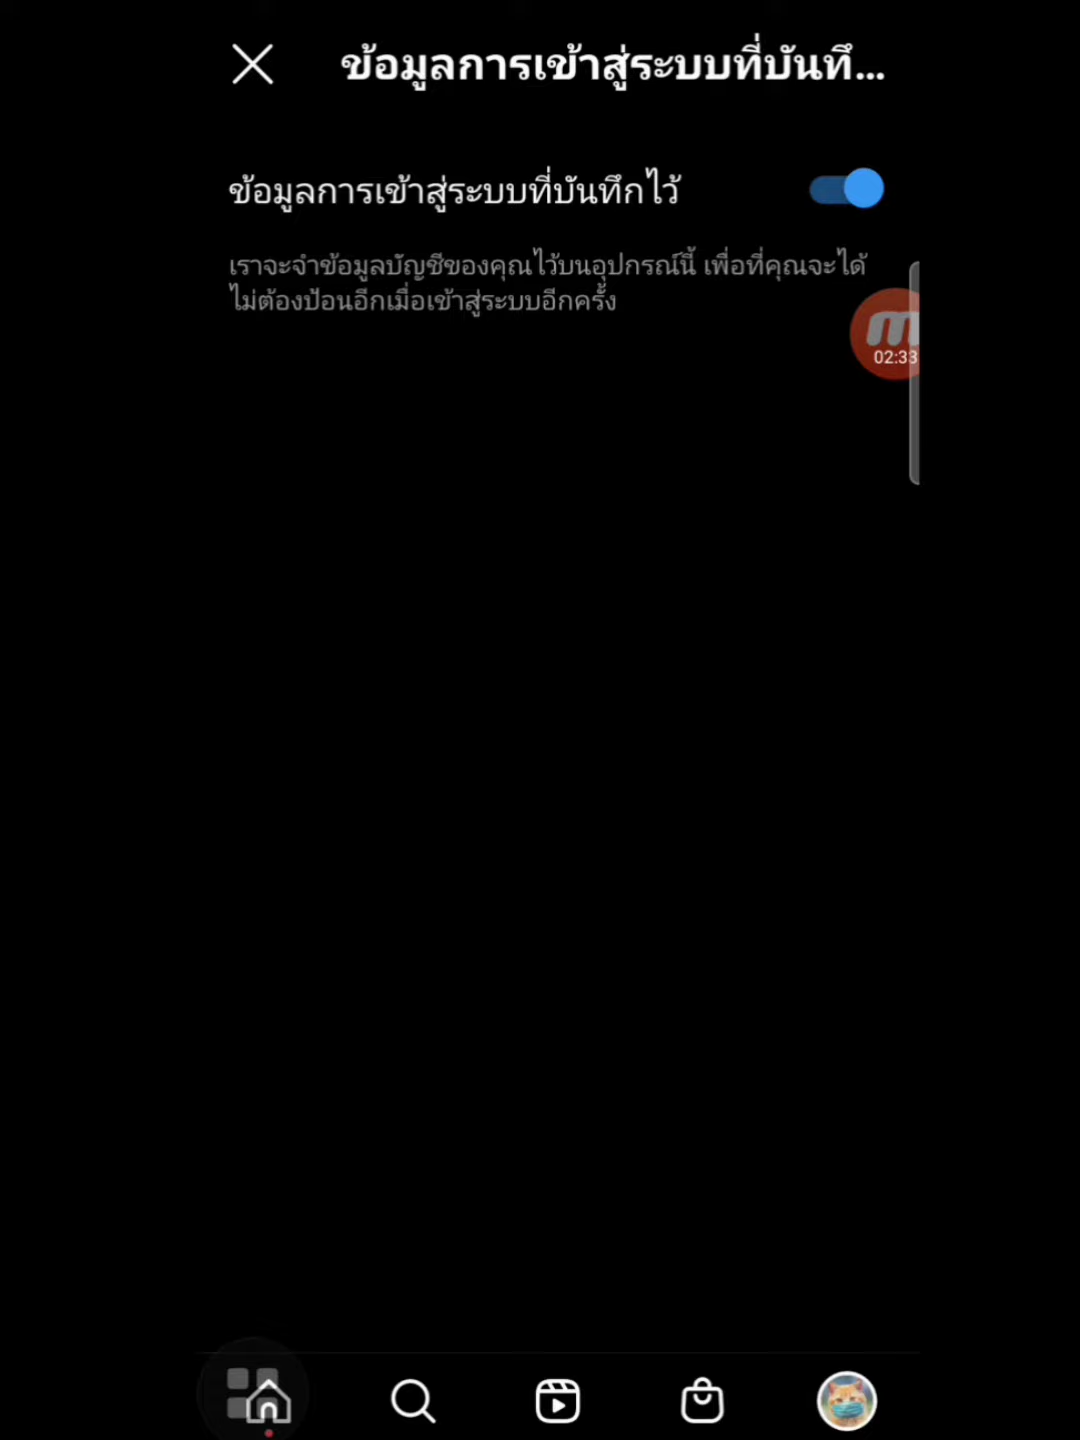 ข้อมูลการเข้าสู่ระบบที่บันทึ...
ข้อมูลการเข้าสู่ระบบที่บันทึกไว้
เราจะจำข้อมูลบัญชีของคุณไว้บนอุปกรณ์นี้ เพื่อที่คุณจะได้
ไม่ต้องป้อนอีกเมื่อเข้าสู่ระบบอีกครั้ง
m
02:33